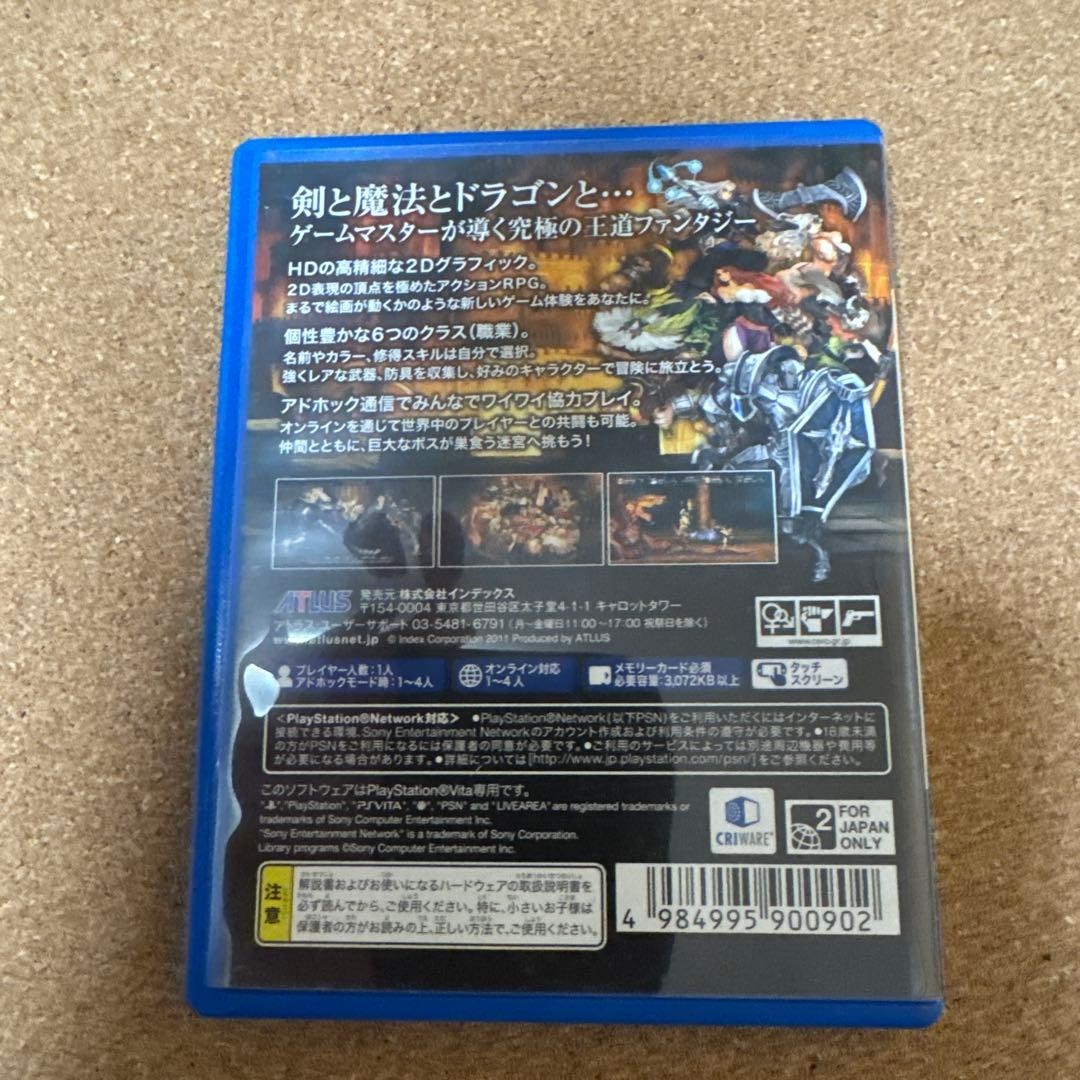 剣と魔法とドラゴンと…
ゲームマスターが導く究極の王道ファンタジー
HDの高精細な2Dグラフィック。
2D表現の頂点を極めたアクションRPG。
まるで絵画が動くかのような新しいゲーム体験をあなたに。
個性豊かな6つのクラス(職業)。
名前やカラー、修得スキルは自分で選択。
強くレアな武器、防具を収集し、好みのキャラクターで冒険に旅立とう。
アドホック通信でみんなでワイワイ協力プレイ。
オンラインを通じて世界中のプレイヤーとの共闘も可能。
仲間とともに、巨大なボスが巣食う迷宮へ挑もう!
ATLUS 発売元 株式会社インデックス
〒154-0004 東京都世田谷区太子堂4-1-1 キャロットタワー
アトラス・ユーザーサポート 03-5481-6791 (月~金曜日11:00~17:00 祝祭日を除く)
www.atlusnet.jp © Index Corporation 2011 Produced by ATLUS
www.cero.gr.jp
プレイヤー人数:1人
アドホックモード時:1~4人
オンライン対応
1~4人
メモリーカード必須
必要容量:3,072KB以上
タッチ
スクリーン
<PlayStation®Network対応> ●PlayStation®Network(以下PSN)をご利用いただくにはインターネットに
接続できる環境、Sony Entertainment Networkのアカウント作成および利用条件の遵守が必要です。●18歳未満
の方がPSNをご利用になるには保護者の同意が必要です。●ご利用のサービスによっては別途周辺機器や費用等
が必要になる場合があります。●詳細については[http://www.jp.playstation.com/psn/]をご参照ください。
このソフトウェアはPlayStation®Vita専用です。
"PlayStation", "PSVITA", "PSN" and "LIVEAREA" are registered trademarks or
trademarks of Sony Computer Entertainment Inc.
"Sony Entertainment Network" is a trademark of Sony Corporation.
Library programs ©Sony Computer Entertainment Inc.
CRIWARE
2
FOR
JAPAN
ONLY
注意
解説書およびお使いになるハードウェアの取扱説明書を
必ず読んでから、ご使用ください。特に、小さいお子様は
保護者の方がお読みの上、正しい方法で、ご使用ください。
4 984995 900902